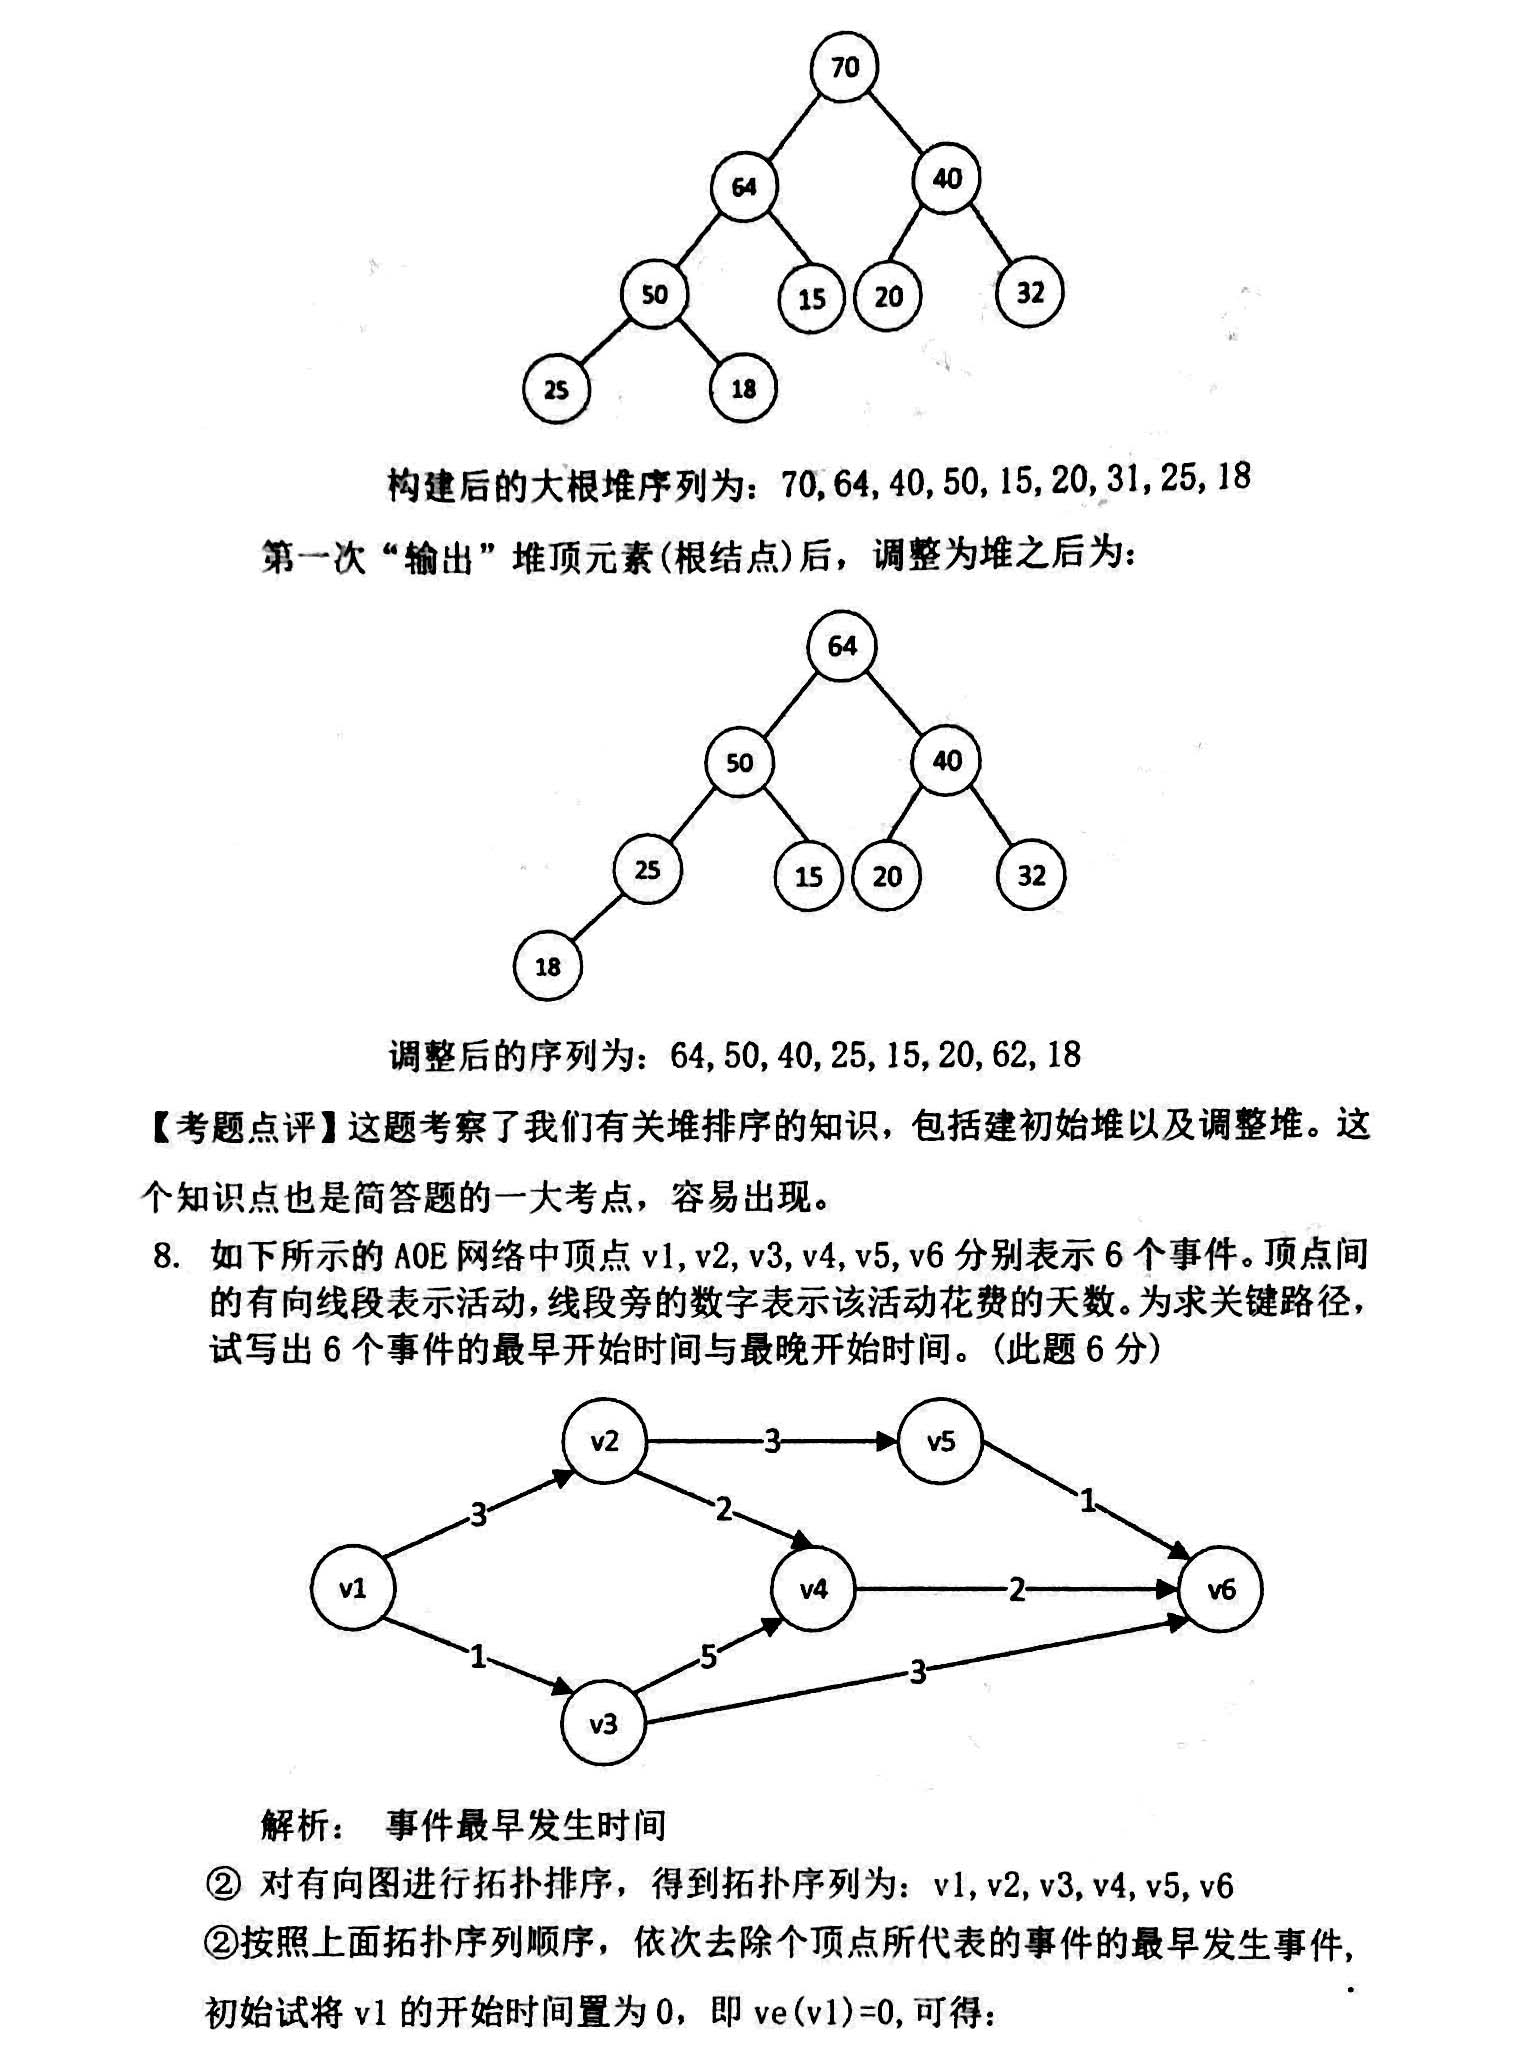 70
64
40
50
15
20
32
25
18
构建后的大根堆序列为：70, 64, 40, 50, 15, 20, 31, 25, 18
第一次“输出”堆顶元素(根结点)后，调整为堆之后为：
64
50
40
25
15
20
32
18
调整后的序列为：64, 50, 40, 25, 15, 20, 62, 18
【考题点评】这题考察了我们有关堆排序的知识，包括建初始堆以及调整堆。这
个知识点也是简答题的一大考点，容易出现。
8. 如下所示的 AOE 网络中顶点 v1, v2, v3, v4, v5, v6 分别表示 6 个事件。顶点间
的有向线段表示活动，线段旁的数字表示该活动花费的天数。为求关键路径，
试写出 6 个事件的最早开始时间与最晚开始时间。(此题 6 分)
v2
3
v5
3
2
1
v1
v4
2
v6
1
5
3
v3
解析： 事件最早发生时间
② 对有向图进行拓扑排序，得到拓扑序列为：v1, v2, v3, v4, v5, v6
②按照上面拓扑序列顺序，依次去除个顶点所代表的事件的最早发生事件，
初始试将 v1 的开始时间置为 0，即 ve(v1)=0, 可得：